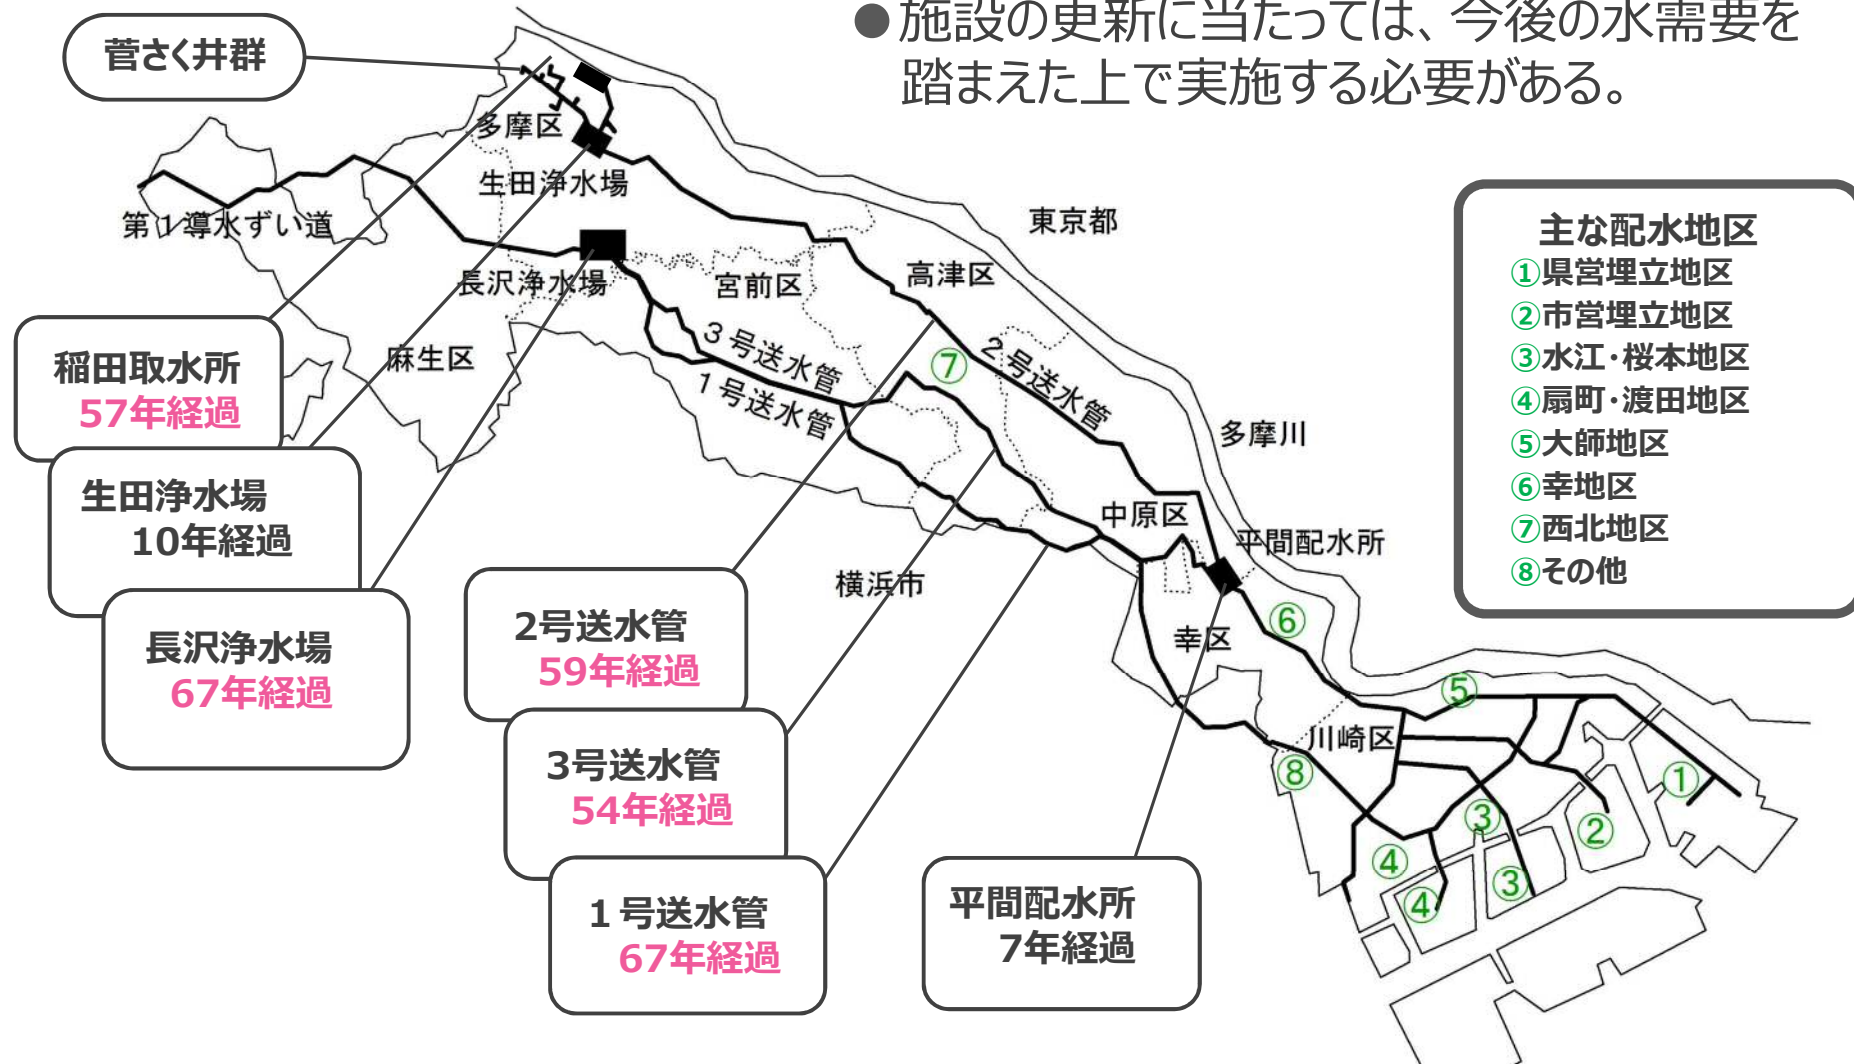 ●施設の更新に当たっては、今後の水需要を
踏まえた上で実施する必要がある。
菅さく井群
多摩区
生田浄水場
第1導水ずい道
東京都
長沢浄水場
宮前区
高津区
麻生区
3号送水管
1号送水管
⑦
2号送水管
多摩川
中原区
平間配水所
横浜市
⑥
幸区
⑤
川崎区
⑧
①
③
②
④
③
④
主な配水地区
①県営埋立地区
②市営埋立地区
③水江・桜本地区
④扇町・渡田地区
⑤大師地区
⑥幸地区
⑦西北地区
⑧その他
稲田取水所
57年経過
生田浄水場
10年経過
長沢浄水場
67年経過
2号送水管
59年経過
3号送水管
54年経過
1号送水管
67年経過
平間配水所
7年経過